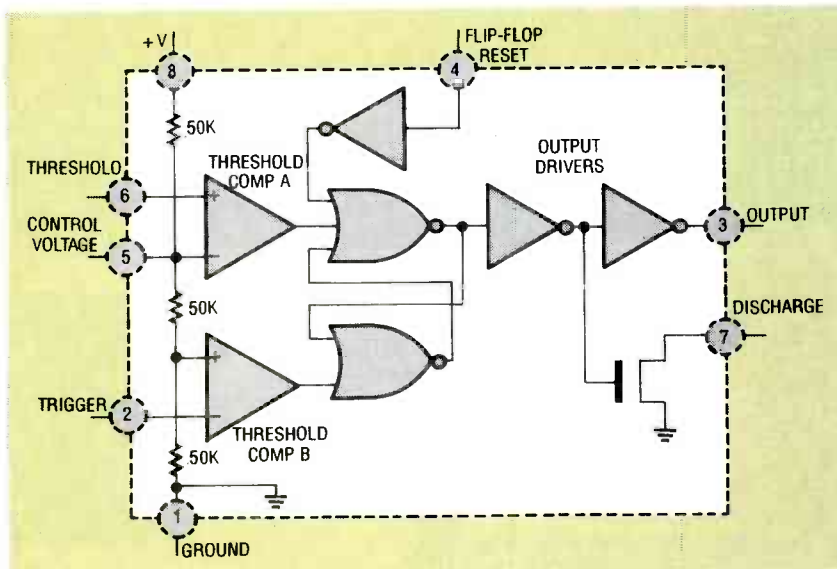 +V
FLIP-FLOP
RESET
8
4
50K
THRESHOLO
6
THRESHOLD
COMP A
+
−
OUTPUT
DRIVERS
CONTROL
VOLTAGE
5
3
OUTPUT
50K
DISCHARGE
7
+
−
TRIGGER
2
THRESHOLD
COMP B
50K
1
GROUND